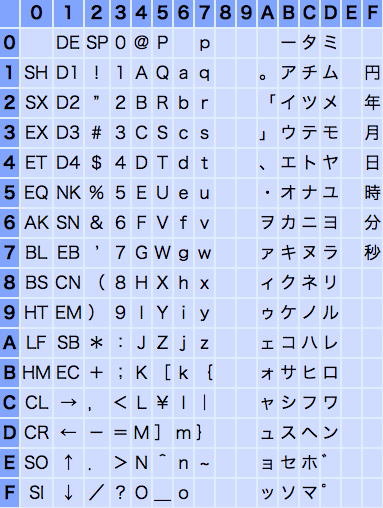 0 1 2 3 4 5 6 7 8 9 A B C D E F
0 DE SP 0 @ P p ー タ ミ
1 SH D1 ! 1 A Q a q 。 ア チ ム 円
2 SX D2 " 2 B R b r 「 イ ツ メ 年
3 EX D3 # 3 C S c s 」 ウ テ モ 月
4 ET D4 $ 4 D T d t 、 エ ト ヤ 日
5 EQ NK % 5 E U e u ・ オ ナ ユ 時
6 AK SN & 6 F V f v ヲ カ ニ ヨ 分
7 BL EB ' 7 G W g w ァ キ ヌ ラ 秒
8 BS CN ( 8 H X h x ィ ク ネ リ
9 HT EM ) 9 I Y i y ゥ ケ ノ ル
A LF SB * : J Z j z ェ コ ハ レ
B HM EC + ; K [ k { ォ サ ヒ ロ
C CL → , < L ¥ l | ャ シ フ ワ
D CR ← − = M ] m } ュ ス ヘ ン
E SO ↑ . > N ^ n ~ ョ セ ホ ゛
F SI ↓ / ? O _ o ッ ソ マ ゜